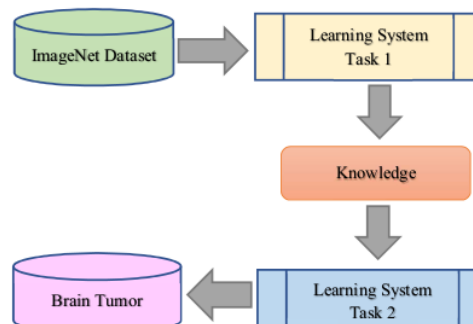 ImageNet Dataset
Learning System
Task 1
Knowledge
Brain Tumor
Learning System
Task 2